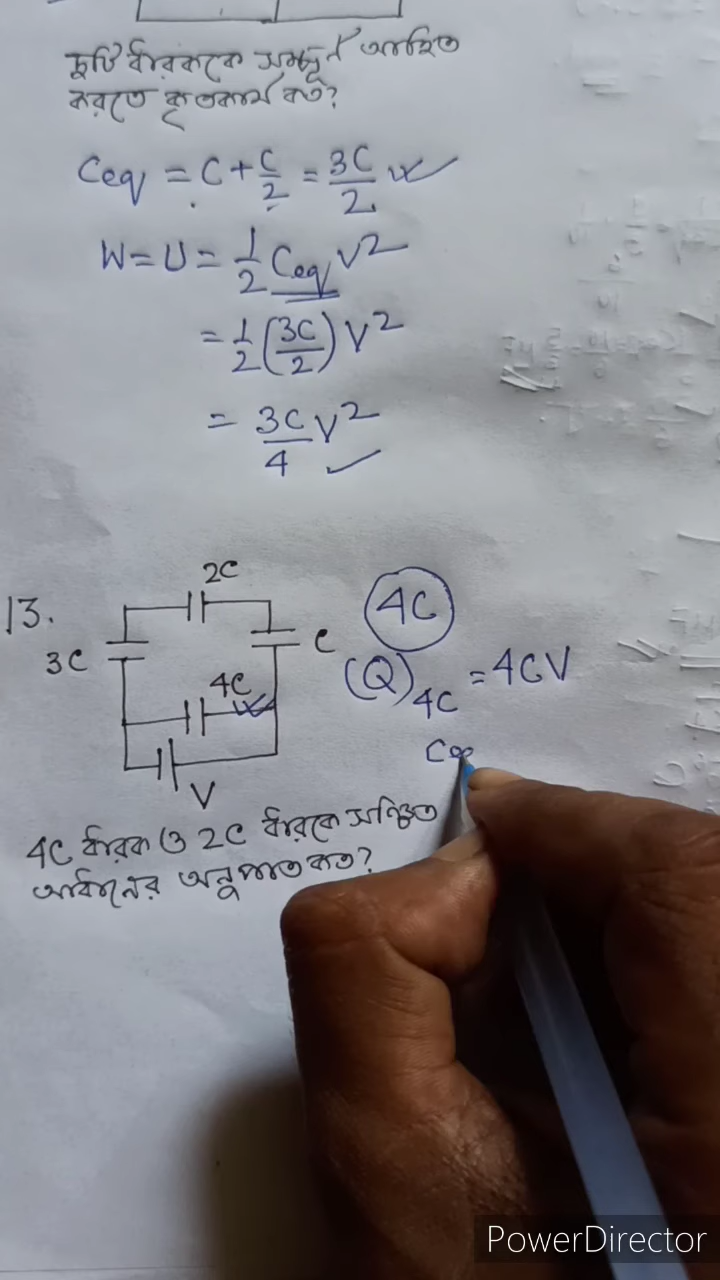 দুটি ধারককে সম্পূর্ন আহিত
করতে কৃতকার্য কত?
Ceq = C + C/2 = 3C/2
W = U = 1/2 Ceq V²
= 1/2 (3C/2) V²
= 3C/4 V²
13.
2C
3C
C
4C
V
4C
(Q)4C = 4CV
Ce
4C ধারক ও 2C ধারকে সঞ্চিত
আধানের অনুপাত কত?
PowerDirector